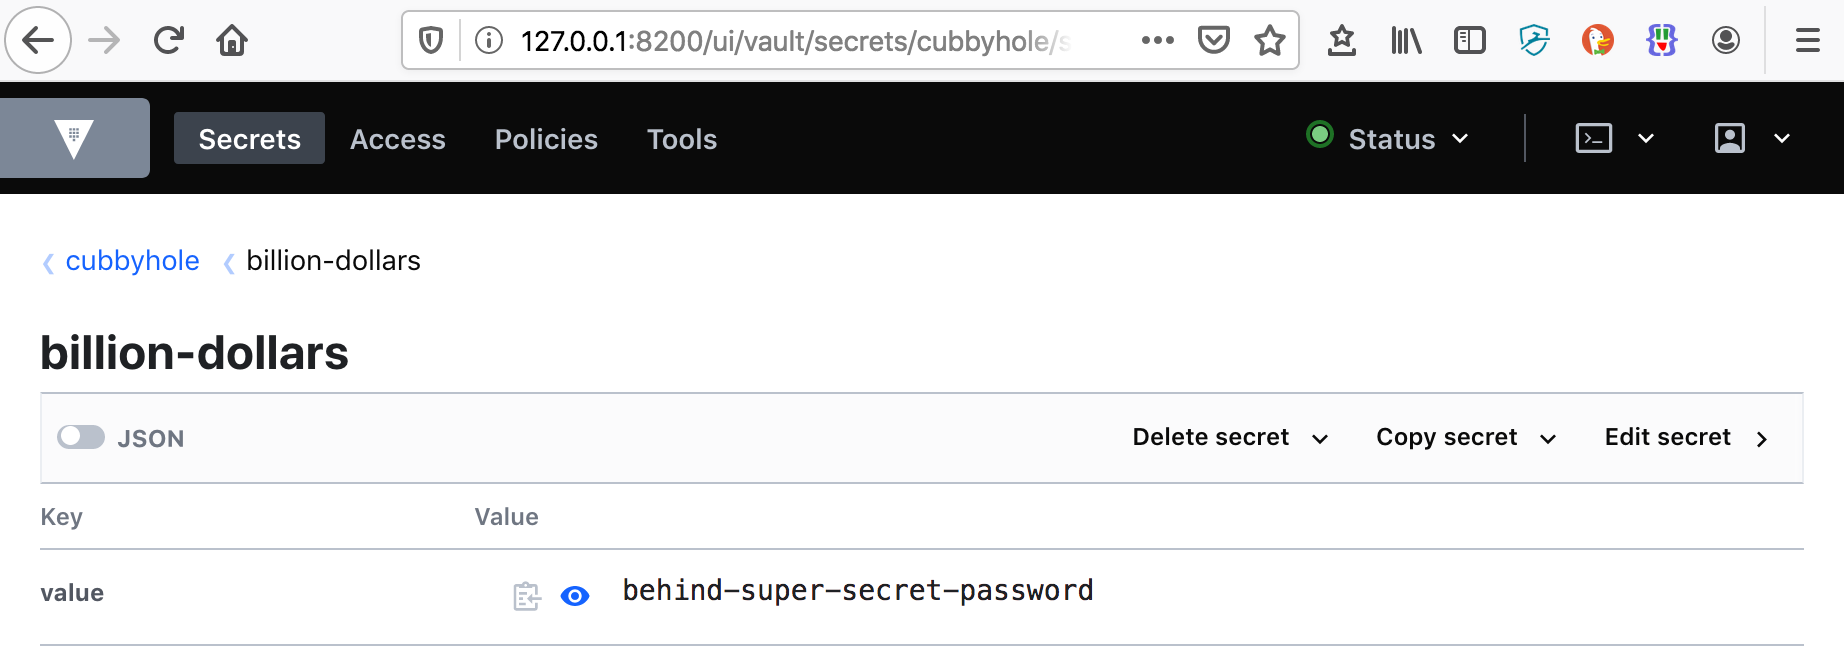 127.0.0.1:8200/ui/vault/secrets/cubbyhole/s
Secrets Access Policies Tools Status
cubbyhole billion-dollars
billion-dollars
JSON Delete secret Copy secret Edit secret
Key Value
value behind-super-secret-password